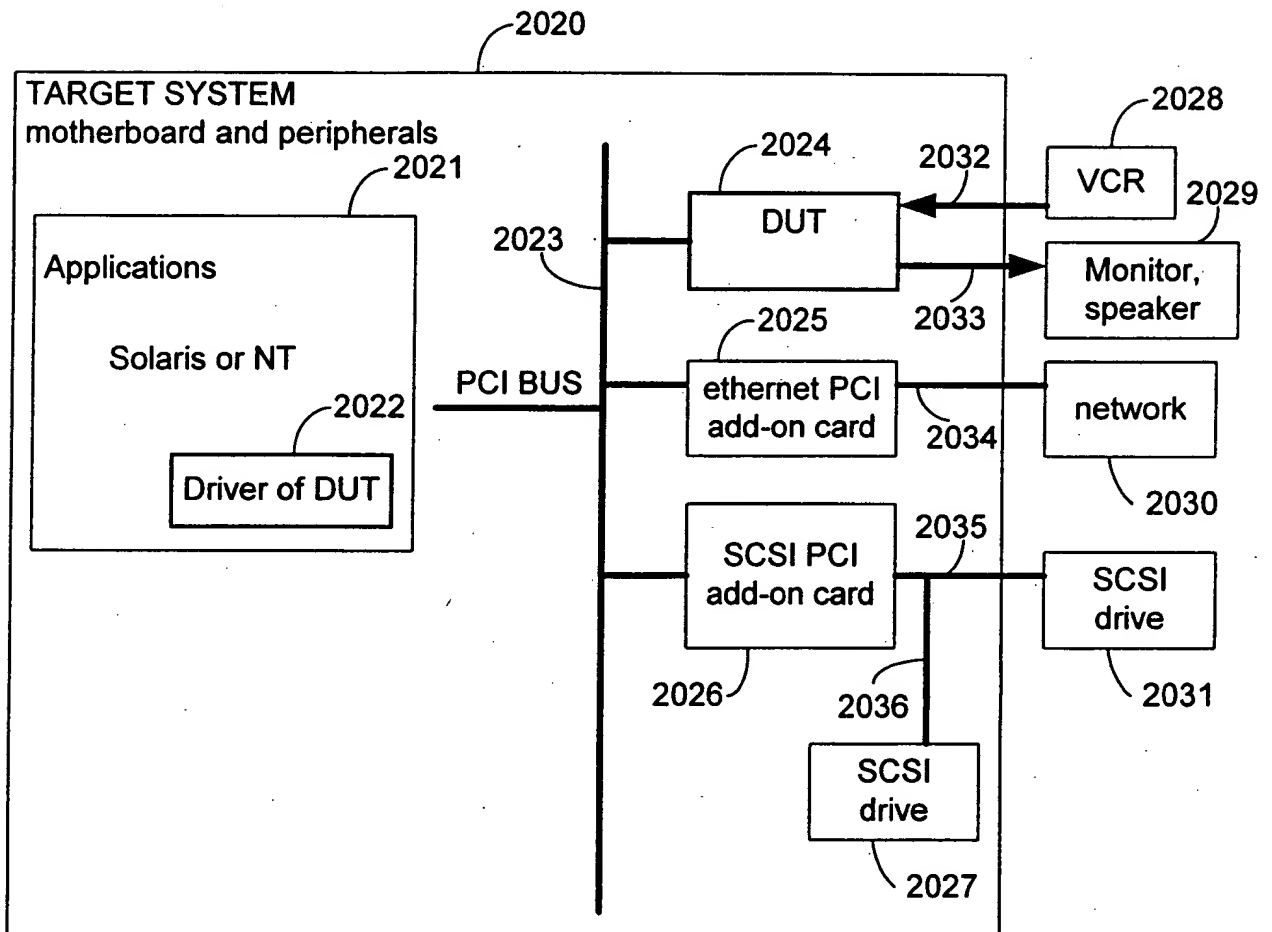 2020
TARGET SYSTEM
motherboard and peripherals
2021
Applications
Solaris or NT
2022
Driver of DUT
PCI BUS
2023
2024
DUT
2032
2028
VCR
2029
Monitor,
speaker
2033
2025
ethernet PCI
add-on card
2034
network
2030
SCSI PCI
add-on card
2026
2035
SCSI
drive
2031
2036
SCSI
drive
2027